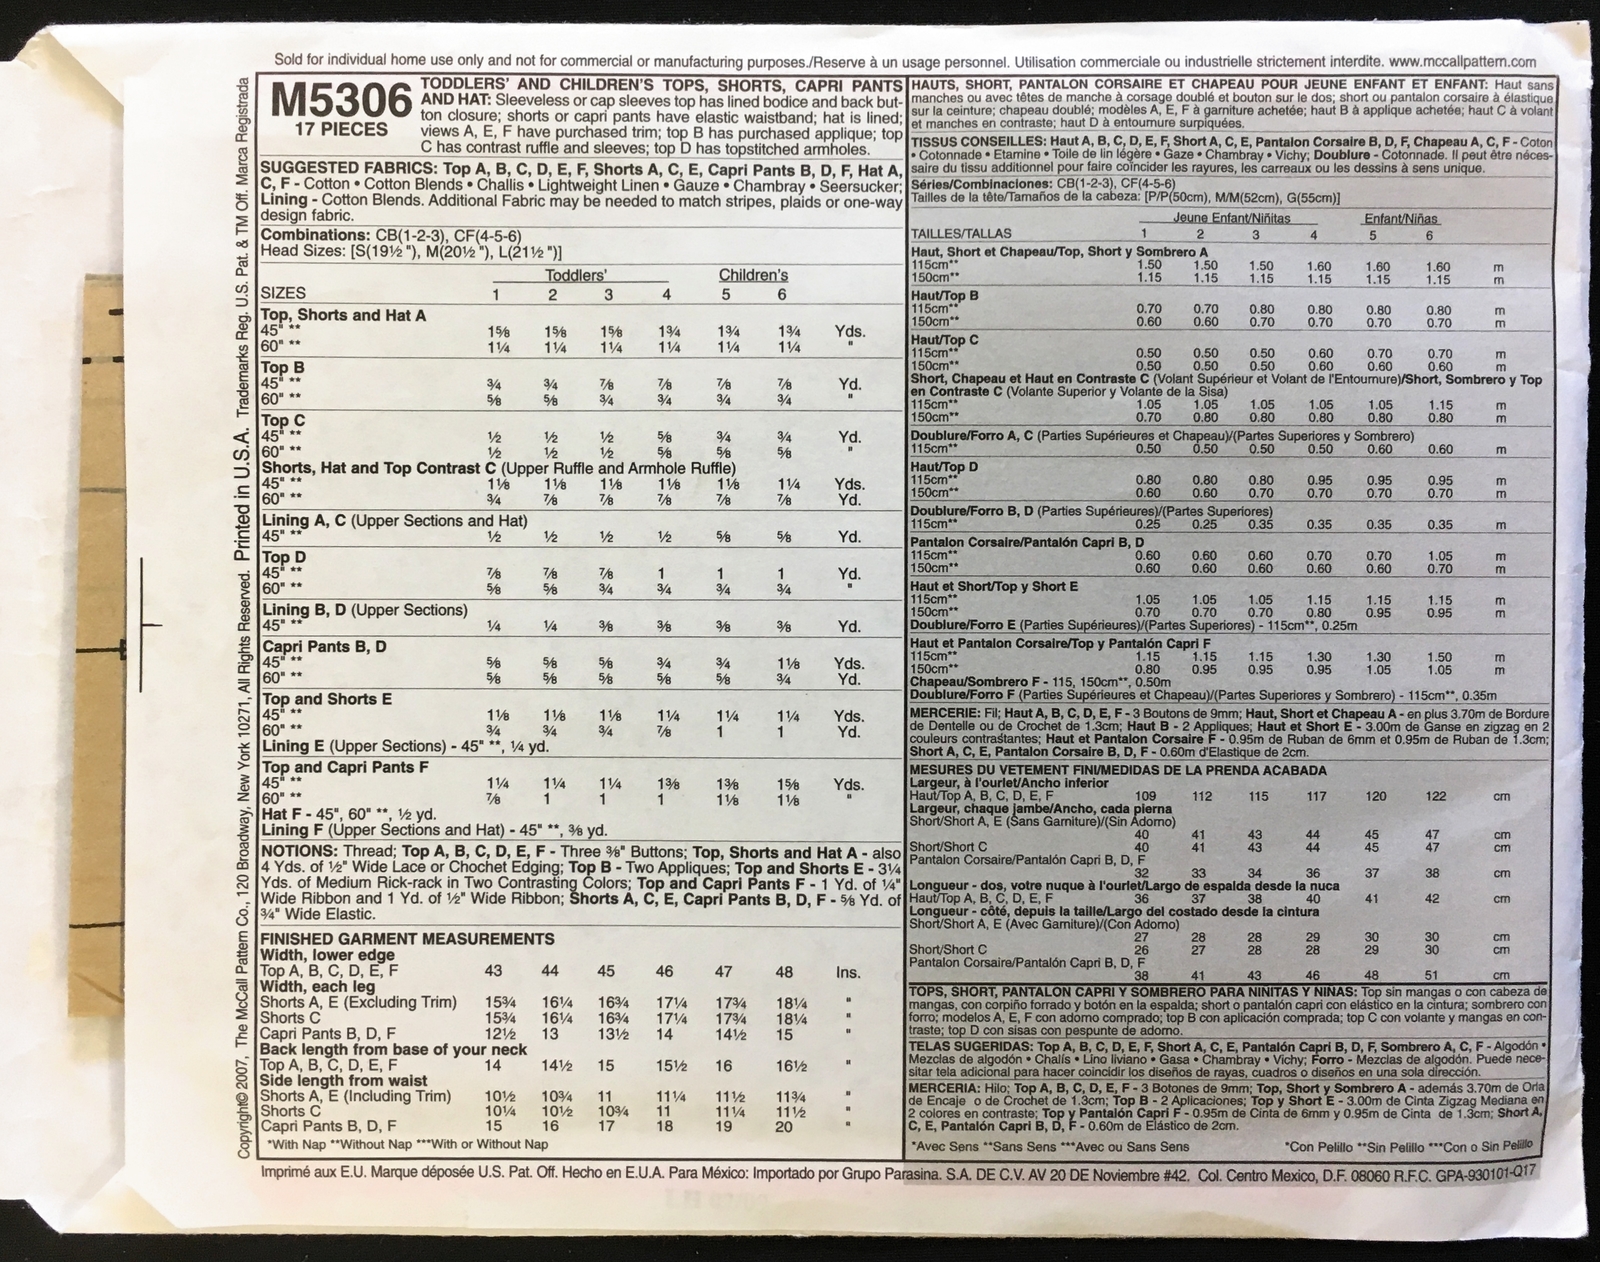 Sold for individual home use only and not for commercial or manufacturing purposes./Reserve à un usage personnel. Utilisation commerciale ou industrielle strictement interdite. www.mccallpattern.com
Copyright© 2007, The McCall Pattern Co., 120 Broadway, New York 10271, All Rights Reserved. Printed in U.S.A. Trademarks Reg. U.S. Pat. & TM Off. Marca Registrada
M5306
17 PIECES
TODDLERS' AND CHILDREN'S TOPS, SHORTS, CAPRI PANTS
AND HAT: Sleeveless or cap sleeves top has lined bodice and back but-
ton closure; shorts or capri pants have elastic waistband; hat is lined;
views A, E, F have purchased trim; top B has purchased applique; top
C has contrast ruffle and sleeves; top D has topstitched armholes.
SUGGESTED FABRICS: Top A, B, C, D, E, F, Shorts A, C, E, Capri Pants B, D, F, Hat A,
C, F - Cotton • Cotton Blends • Challis • Lightweight Linen • Gauze • Chambray • Seersucker;
Lining - Cotton Blends. Additional Fabric may be needed to match stripes, plaids or one-way
design fabric.
Combinations: CB(1-2-3), CF(4-5-6)
Head Sizes: [S(19½ "), M(20½ "), L(21½ ")]
Toddlers' Children's
SIZES 1 2 3 4 5 6
Top, Shorts and Hat A
45" ** 1⅝ 1⅝ 1⅝ 1¾ 1¾ 1¾ Yds.
60" ** 1¼ 1¼ 1¼ 1¼ 1¼ 1¼ "
Top B
45" ** ¾ ¾ ⅞ ⅞ ⅞ ⅞ Yd.
60" ** ⅝ ⅝ ¾ ¾ ¾ ¾ "
Top C
45" ** ½ ½ ½ ⅝ ¾ ¾ Yd.
60" ** ½ ½ ½ ⅝ ⅝ ⅝ "
Shorts, Hat and Top Contrast C (Upper Ruffle and Armhole Ruffle)
45" ** 1⅛ 1⅛ 1⅛ 1⅛ 1⅛ 1¼ Yds.
60" ** ¾ ⅞ ⅞ ⅞ ⅞ ⅞ Yd.
Lining A, C (Upper Sections and Hat)
45" ** ½ ½ ½ ½ ⅝ ⅝ Yd.
Top D
45" ** ⅞ ⅞ ⅞ 1 1 1 Yd.
60" ** ⅝ ⅝ ¾ ¾ ¾ ¾ "
Lining B, D (Upper Sections)
45" ** ¼ ¼ ⅜ ⅜ ⅜ ⅜ Yd.
Capri Pants B, D
45" ** ⅝ ⅝ ⅝ ¾ ¾ 1⅛ Yds.
60" ** ⅝ ⅝ ⅝ ⅝ ⅝ ¾ Yd.
Top and Shorts E
45" ** 1⅛ 1⅛ 1⅛ 1¼ 1¼ 1¼ Yds.
60" ** ¾ ¾ ¾ ⅞ 1 1 Yd.
Lining E (Upper Sections) - 45" **, ¼ yd.
Top and Capri Pants F
45" ** 1¼ 1¼ 1¼ 1⅜ 1⅜ 1⅝ Yds.
60" ** ⅞ 1 1 1 1⅛ 1⅛ "
Hat F - 45", 60" **, ½ yd.
Lining F (Upper Sections and Hat) - 45" **, ⅜ yd.
NOTIONS: Thread; Top A, B, C, D, E, F - Three ⅜" Buttons; Top, Shorts and Hat A - also
4 Yds. of ½" Wide Lace or Chochet Edging; Top B - Two Appliques; Top and Shorts E - 3¼
Yds. of Medium Rick-rack in Two Contrasting Colors; Top and Capri Pants F - 1 Yd. of ¼"
Wide Ribbon and 1 Yd. of ½" Wide Ribbon; Shorts A, C, E, Capri Pants B, D, F - ⅝ Yd. of
¾" Wide Elastic.
FINISHED GARMENT MEASUREMENTS
Width, lower edge
Top A, B, C, D, E, F 43 44 45 46 47 48 Ins.
Width, each leg
Shorts A, E (Excluding Trim) 15¾ 16¼ 16¾ 17¼ 17¾ 18¼ "
Shorts C 15¾ 16¼ 16¾ 17¼ 17¾ 18¼ "
Capri Pants B, D, F 12½ 13 13½ 14 14½ 15 "
Back length from base of your neck
Top A, B, C, D, E, F 14 14½ 15 15½ 16 16½ "
Side length from waist
Shorts A, E (Including Trim) 10½ 10¾ 11 11¼ 11½ 11¾ "
Shorts C 10¼ 10½ 10¾ 11 11¼ 11½ "
Capri Pants B, D, F 15 16 17 18 19 20 "
*With Nap **Without Nap ***With or Without Nap
HAUTS, SHORT, PANTALON CORSAIRE ET CHAPEAU POUR JEUNE ENFANT ET ENFANT: Haut sans
manches ou avec têtes de manche à corsage doublé et bouton sur le dos; short ou pantalon corsaire à élastique
sur la ceinture; chapeau doublé; modèles A, E, F à garniture achetée; haut B à applique achetée; haut C à volant
et manches en contraste; haut D à entournure surpiquées.
TISSUS CONSEILLES: Haut A, B, C, D, E, F, Short A, C, E, Pantalon Corsaire B, D, F, Chapeau A, C, F - Coton
• Cotonnade • Etamine • Toile de lin légère • Gaze • Chambray • Vichy; Doublure - Cotonnade. Il peut être néces-
saire du tissu additionnel pour faire coïncider les rayures, les carreaux ou les dessins à sens unique.
Séries/Combinaciones: CB(1-2-3), CF(4-5-6)
Tailles de la tête/Tamaños de la cabeza: [P/P(50cm), M/M(52cm), G(55cm)]
Jeune Enfant/Niñitas Enfant/Niñas
TAILLES/TALLAS 1 2 3 4 5 6
Haut, Short et Chapeau/Top, Short y Sombrero A
115cm** 1.50 1.50 1.50 1.60 1.60 1.60 m
150cm** 1.15 1.15 1.15 1.15 1.15 1.15 m
Haut/Top B
115cm** 0.70 0.70 0.80 0.80 0.80 0.80 m
150cm** 0.60 0.60 0.70 0.70 0.70 0.70 m
Haut/Top C
115cm** 0.50 0.50 0.50 0.60 0.70 0.70 m
150cm** 0.50 0.50 0.50 0.50 0.50 0.50 m
Short, Chapeau et Haut en Contraste C (Volant Supérieur et Volant de l'Entournure)/Short, Sombrero y Top
en Contraste C (Volante Superior y Volante de la Sisa)
115cm** 1.05 1.05 1.05 1.05 1.05 1.15 m
150cm** 0.70 0.80 0.80 0.80 0.80 0.80 m
Doublure/Forro A, C (Parties Supérieures et Chapeau)/(Partes Superiores y Sombrero)
115cm** 0.50 0.50 0.50 0.50 0.60 0.60 m
Haut/Top D
115cm** 0.80 0.80 0.80 0.95 0.95 0.95 m
150cm** 0.60 0.60 0.70 0.70 0.70 0.70 m
Doublure/Forro B, D (Parties Supérieures)/(Partes Superiores)
115cm** 0.25 0.25 0.35 0.35 0.35 0.35 m
Pantalon Corsaire/Pantalón Capri B, D
115cm** 0.60 0.60 0.60 0.70 0.70 1.05 m
150cm** 0.60 0.60 0.60 0.60 0.60 0.70 m
Haut et Short/Top y Short E
115cm** 1.05 1.05 1.05 1.15 1.15 1.15 m
150cm** 0.70 0.70 0.70 0.80 0.95 0.95 m
Doublure/Forro E (Parties Supérieures)/(Partes Superiores) - 115cm**, 0.25m
Haut et Pantalon Corsaire/Top y Pantalón Capri F
115cm** 1.15 1.15 1.15 1.30 1.30 1.50 m
150cm** 0.80 0.95 0.95 0.95 1.05 1.05 m
Chapeau/Sombrero F - 115, 150cm**, 0.50m
Doublure/Forro F (Parties Supérieures et Chapeau)/(Partes Superiores y Sombrero) - 115cm**, 0.35m
MERCERIE: Fil; Haut A, B, C, D, E, F - 3 Boutons de 9mm; Haut, Short et Chapeau A - en plus 3.70m de Bordure
de Dentelle ou de Crochet de 1.3cm; Haut B - 2 Appliques; Haut et Short E - 3.00m de Ganse en zigzag en 2
couleurs contrastantes; Haut et Pantalon Corsaire F - 0.95m de Ruban de 6mm et 0.95m de Ruban de 1.3cm;
Short A, C, E, Pantalon Corsaire B, D, F - 0.60m d'Elastique de 2cm.
MESURES DU VETEMENT FINI/MEDIDAS DE LA PRENDA ACABADA
Largeur, à l'ourlet/Ancho inferior
Haut/Top A, B, C, D, E, F 109 112 115 117 120 122 cm
Largeur, chaque jambe/Ancho, cada pierna
Short/Short A, E (Sans Garniture)/(Sin Adorno)
40 41 43 44 45 47 cm
Short/Short C 40 41 43 44 45 47 cm
Pantalon Corsaire/Pantalón Capri B, D, F
32 33 34 36 37 38 cm
Longueur - dos, votre nuque à l'ourlet/Largo de espalda desde la nuca
Haut/Top A, B, C, D, E, F 36 37 38 40 41 42 cm
Longueur - côté, depuis la taille/Largo del costado desde la cintura
Short/Short A, E (Avec Garniture)/(Con Adorno)
27 28 28 29 30 30 cm
Short/Short C 26 27 28 28 29 30 cm
Pantalon Corsaire/Pantalón Capri B, D, F
38 41 43 46 48 51 cm
TOPS, SHORT, PANTALON CAPRI Y SOMBRERO PARA NINITAS Y NINAS: Top sin mangas o con cabeza de
mangas, con corpiño forrado y botón en la espalda; short o pantalón capri con elástico en la cintura; sombrero con
forro; modelos A, E, F con adorno comprado; top B con aplicación comprada; top C con volante y mangas en con-
traste; top D con sisas con pespunte de adorno.
TELAS SUGERIDAS: Top A, B, C, D, E, F, Short A, C, E, Pantalón Capri B, D, F, Sombrero A, C, F - Algodón •
Mezclas de algodón • Chalís • Lino liviano • Gasa • Chambray • Vichy; Forro - Mezclas de algodón. Puede nece-
sitar tela adicional para hacer coincidir los diseños de rayas, cuadros o diseños en una sola dirección.
MERCERIA: Hilo; Top A, B, C, D, E, F - 3 Botones de 9mm; Top, Short y Sombrero A - además 3.70m de Orla
de Encaje o de Crochet de 1.3cm; Top B - 2 Aplicaciones; Top y Short E - 3.00m de Cinta Zigzag Mediana en
2 colores en contraste; Top y Pantalón Capri F - 0.95m de Cinta de 6mm y 0.95m de Cinta de 1.3cm; Short A,
C, E, Pantalón Capri B, D, F - 0.60m de Elástico de 2cm.
*Avec Sens **Sans Sens ***Avec ou Sans Sens *Con Pelillo **Sin Pelillo ***Con o Sin Pelillo
Imprimé aux E.U. Marque déposée U.S. Pat. Off. Hecho en E.U.A. Para México: Importado por Grupo Parasina. S.A. DE C.V. AV 20 DE Noviembre #42, Col. Centro Mexico, D.F. 08060 R.F.C. GPA-930101-Q17